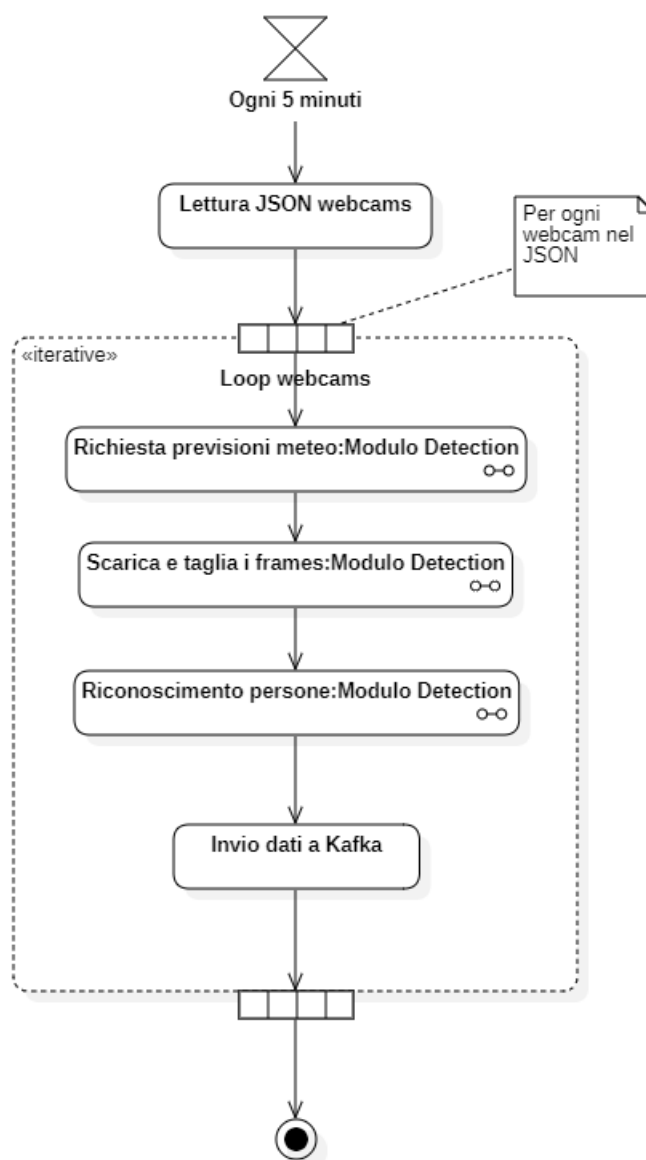 Ogni 5 minuti
Lettura JSON webcams
Per ogni
webcam nel
JSON
«iterative»
Loop webcams
Richiesta previsioni meteo:Modulo Detection
Scarica e taglia i frames:Modulo Detection
Riconoscimento persone:Modulo Detection
Invio dati a Kafka